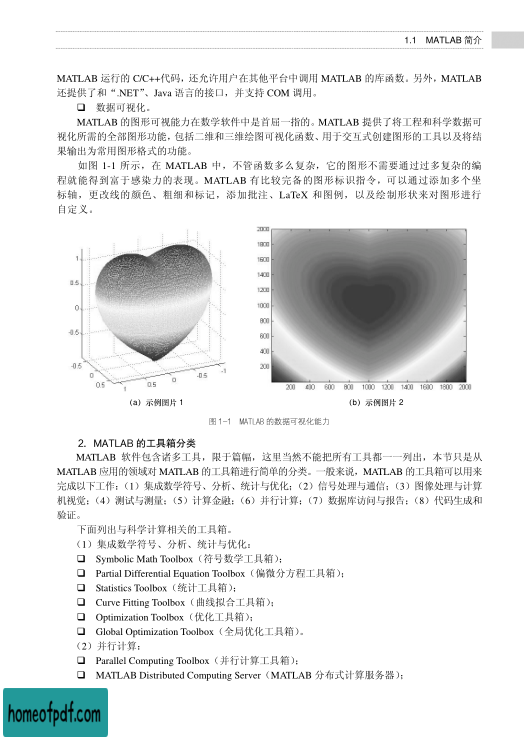 1.1 MATLAB 简介
MATLAB 运行的 C/C++代码，还允许用户在其他平台中调用 MATLAB 的库函数。另外，MATLAB
还提供了和“.NET”、Java 语言的接口，并支持 COM 调用。
❑ 数据可视化。
MATLAB 的图形可视能力在数学软件中是首屈一指的。MATLAB 提供了将工程和科学数据可
视化所需的全部图形功能，包括二维和三维绘图可视化函数、用于交互式创建图形的工具以及将结
果输出为常用图形格式的功能。
如图 1-1 所示，在 MATLAB 中，不管函数多么复杂，它的图形不需要通过过多复杂的编
程就能得到富于感染力的表现。MATLAB 有比较完备的图形标识指令，可以通过添加多个坐
标轴，更改线的颜色、粗细和标记，添加批注、LaTeX 和图例，以及绘制形状来对图形进行
自定义。
1
0.5
0
-0.5
-0.5
0
0.5
1
0.5
0
-0.5
-1
2000
1800
1600
1400
1200
1000
800
600
400
200
200 400 600 800 1000 1200 1400 1600 1800 2000
（a）示例图片 1
（b）示例图片 2
图 1-1 MATLAB 的数据可视化能力
2．MATLAB 的工具箱分类
MATLAB 软件包含诸多工具，限于篇幅，这里当然不能把所有工具都一一列出，本节只是从
MATLAB 应用的领域对 MATLAB 的工具箱进行简单的分类。一般来说，MATLAB 的工具箱可以用来
完成以下工作：（1）集成数学符号、分析、统计与优化；（2）信号处理与通信；（3）图像处理与计算
机视觉；（4）测试与测量；（5）计算金融；（6）并行计算；（7）数据库访问与报告；（8）代码生成和
验证。
下面列出与科学计算相关的工具箱。
（1）集成数学符号、分析、统计与优化：
❑ Symbolic Math Toolbox（符号数学工具箱）；
❑ Partial Differential Equation Toolbox（偏微分方程工具箱）；
❑ Statistics Toolbox（统计工具箱）；
❑ Curve Fitting Toolbox（曲线拟合工具箱）；
❑ Optimization Toolbox（优化工具箱）；
❑ Global Optimization Toolbox（全局优化工具箱）。
（2）并行计算：
❑ Parallel Computing Toolbox（并行计算工具箱）；
❑ MATLAB Distributed Computing Server（MATLAB 分布式计算服务器）；
homeofpdf.com